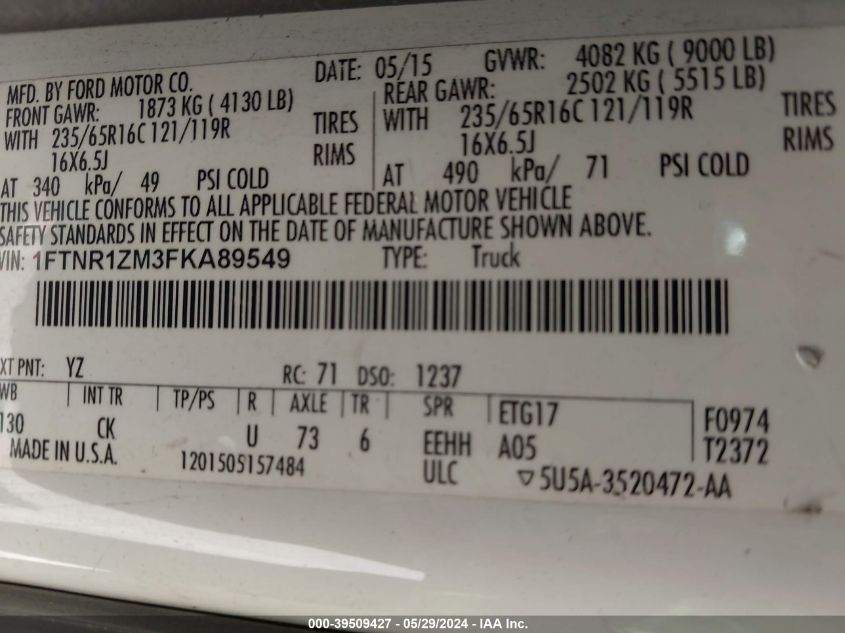 MFD. BY FORD MOTOR CO. DATE: 05/15 GVWR: 4082 KG ( 9000 LB)
FRONT GAWR: 1873 KG ( 4130 LB) REAR GAWR: 2502 KG ( 5515 LB)
WITH 235/65R16C 121/119R TIRES WITH 235/65R16C 121/119R TIRES
16X6.5J RIMS 16X6.5J RIMS
AT 340 kPa/ 49 PSI COLD AT 490 kPa/ 71 PSI COLD
THIS VEHICLE CONFORMS TO ALL APPLICABLE FEDERAL MOTOR VEHICLE
SAFETY STANDARDS IN EFFECT ON THE DATE OF MANUFACTURE SHOWN ABOVE.
VIN: 1FTNR1ZM3FKA89549 TYPE: Truck
XT PNT: YZ RC: 71 DSO: 1237
WB INT TR TP/PS R AXLE TR SPR ETG17 F0974
130 CK U 73 6 EEHH A05 T2372
MADE IN U.S.A. 1201505157484 ULC ▽5U5A-3520472-AA
000-39509427 - 05/29/2024 - IAA Inc.